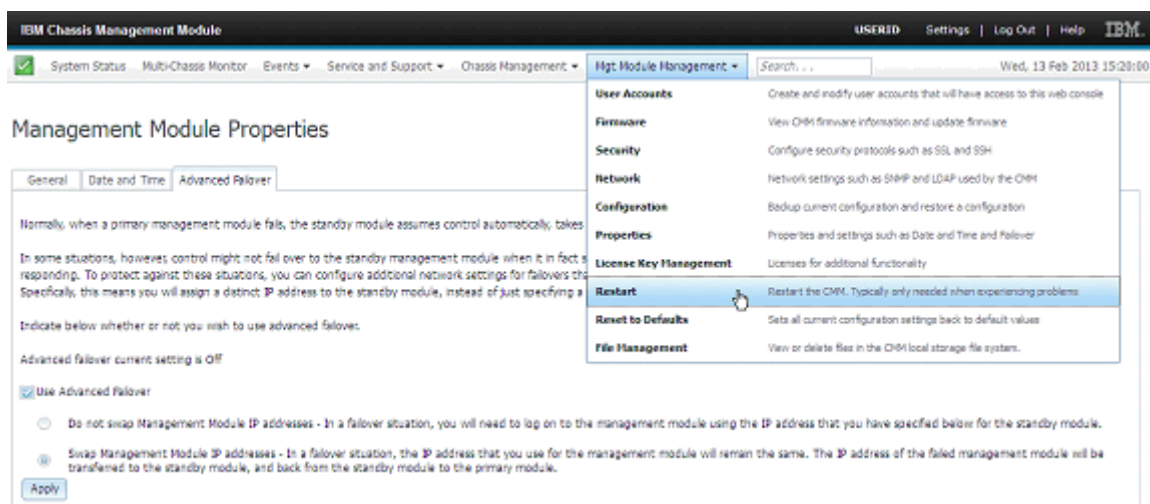 IBM Chassis Management Module
USERID Settings | Log Out | Help IBM.
System Status Multi-Chassis Monitor Events Service and Support Chassis Management Mgt Module Management Search... Wed, 13 Feb 2013 15:20:00
User Accounts Create and modify user accounts that will have access to this web console
Firmware View CMM firmware information and update firmware
Security Configure security protocols such as SSL and SSH
Network Network settings such as SNMP and LDAP used by the CMM
Configuration Backup current configuration and restore a configuration
Properties Properties and settings such as Date and Time and Failover
License Key Management Licenses for additional functionality
Restart Restart the CMM. Typically only needed when experiencing problems
Reset to Defaults Sets all current configuration settings back to default values
File Management View or delete files in the CMM local storage file system.
Management Module Properties
General Date and Time Advanced Failover
Normally, when a primary management module fails, the standby module assumes control automatically, takes
In some situations, however, control might not fail over to the standby management module when it in fact s
responding. To protect against these situations, you can configure additional network settings for failovers tha
Specifically, this means you will assign a distinct IP address to the standby module, instead of just specifying a
Indicate below whether or not you wish to use advanced failover.
Advanced failover current setting is Off
Use Advanced Failover
Do not swap Management Module IP addresses - In a failover situation, you will need to log on to the management module using the IP address that you have specified below for the standby module.
Swap Management Module IP addresses - In a failover situation, the IP address that you use for the management module will remain the same. The IP address of the failed management module will be
transferred to the standby module, and back from the standby module to the primary module.
Apply